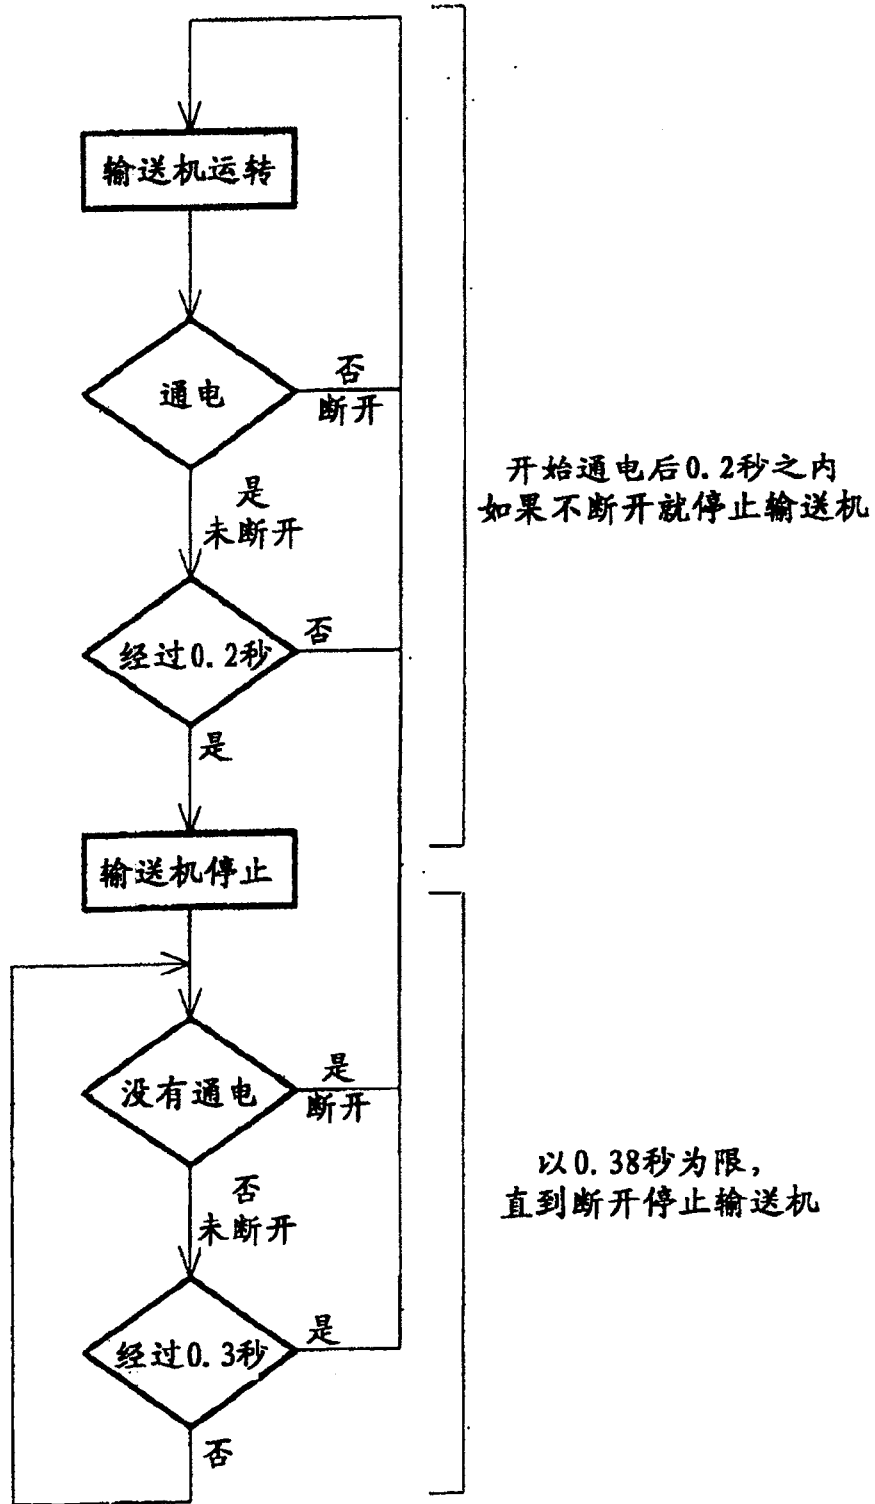 输送机运转
通电
否
断开
是
未断开
经过0.2秒
否
是
输送机停止
开始通电后0.2秒之内
如果不断开就停止输送机
没有通电
是
断开
否
未断开
经过0.3秒
是
否
以0.38秒为限，
直到断开停止输送机